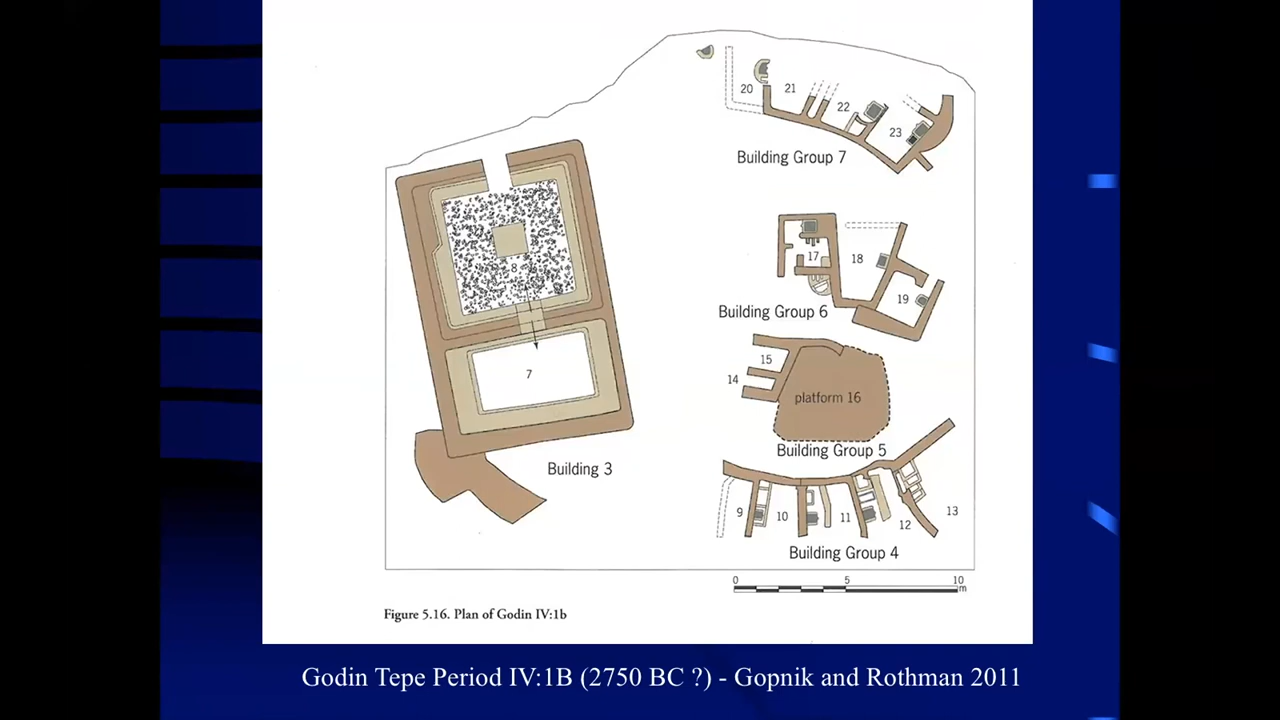 20
21
22
23
Building Group 7
8
17
18
19
Building Group 6
15
14
platform 16
Building Group 5
7
Building 3
9
10
11
12
13
Building Group 4
0
5
10
m
Figure 5.16. Plan of Godin IV:1b
Godin Tepe Period IV:1B (2750 BC ?) - Gopnik and Rothman 2011